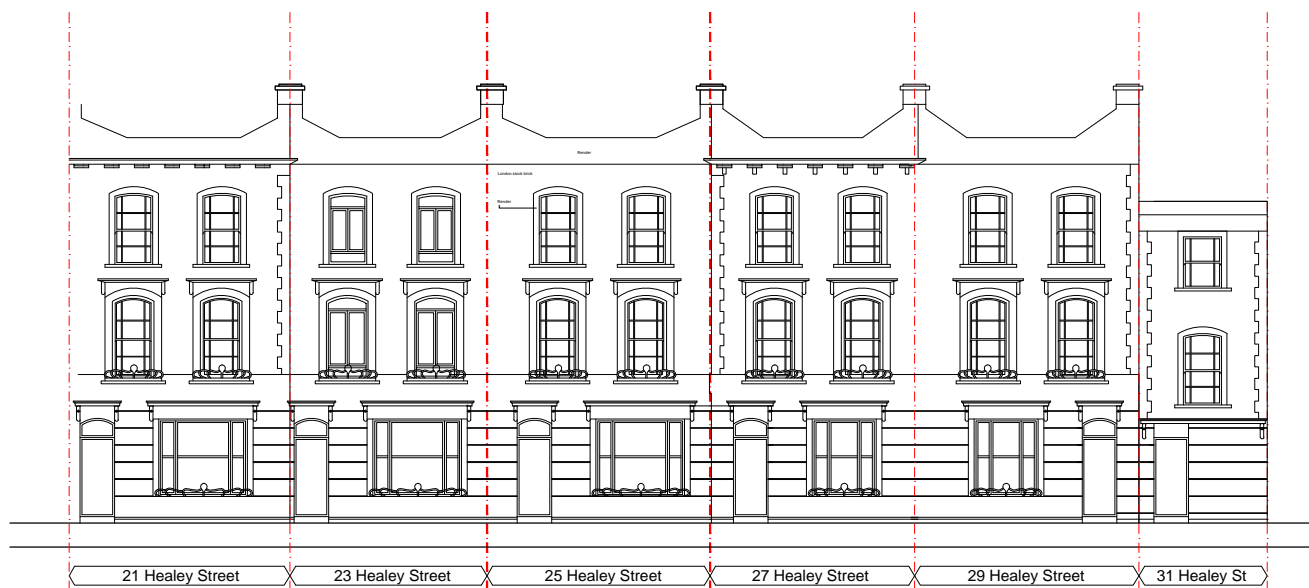 Render
London stock brick
Render
21 Healey Street
23 Healey Street
25 Healey Street
27 Healey Street
29 Healey Street
31 Healey St